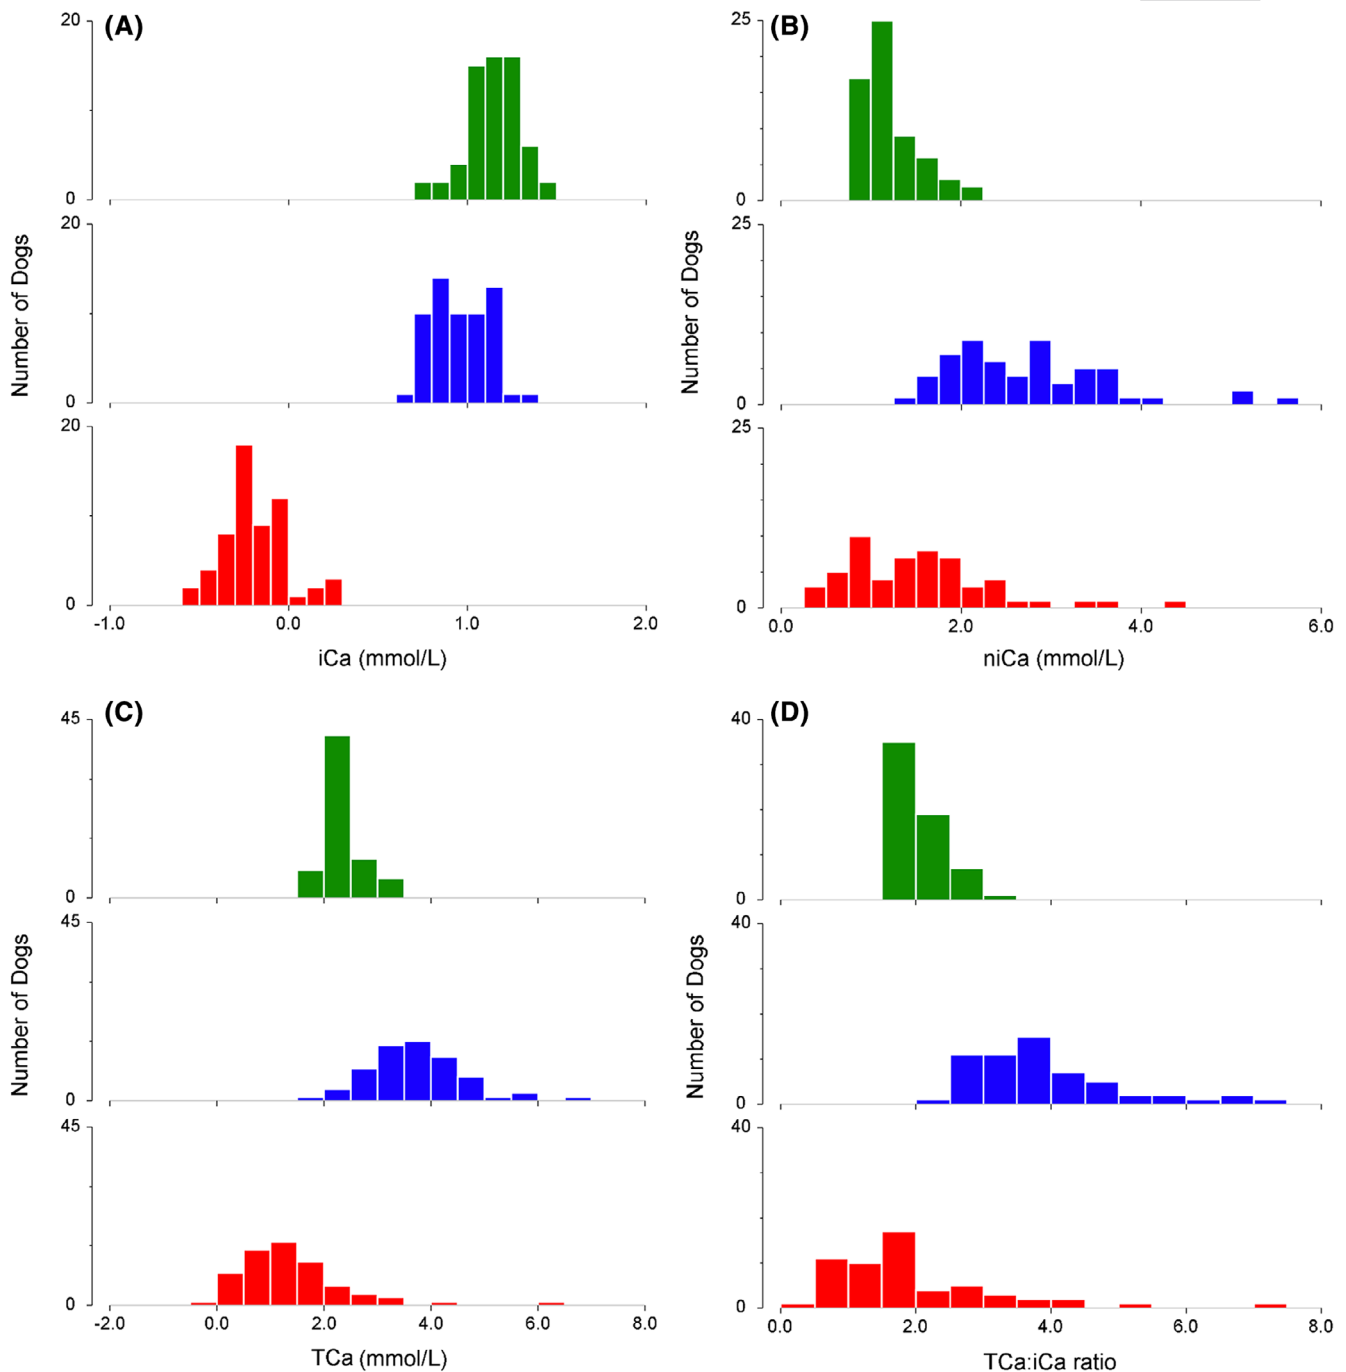 (A)
20
0
20
0
20
0
Number of Dogs
-1.0 0.0 1.0 2.0
iCa (mmol/L)
(B)
25
0
25
0
25
0
Number of Dogs
0.0 2.0 4.0 6.0
niCa (mmol/L)
(C)
45
0
45
0
45
0
Number of Dogs
-2.0 0.0 2.0 4.0 6.0 8.0
TCa (mmol/L)
(D)
40
0
40
0
40
0
Number of Dogs
0.0 2.0 4.0 6.0 8.0
TCa:iCa ratio